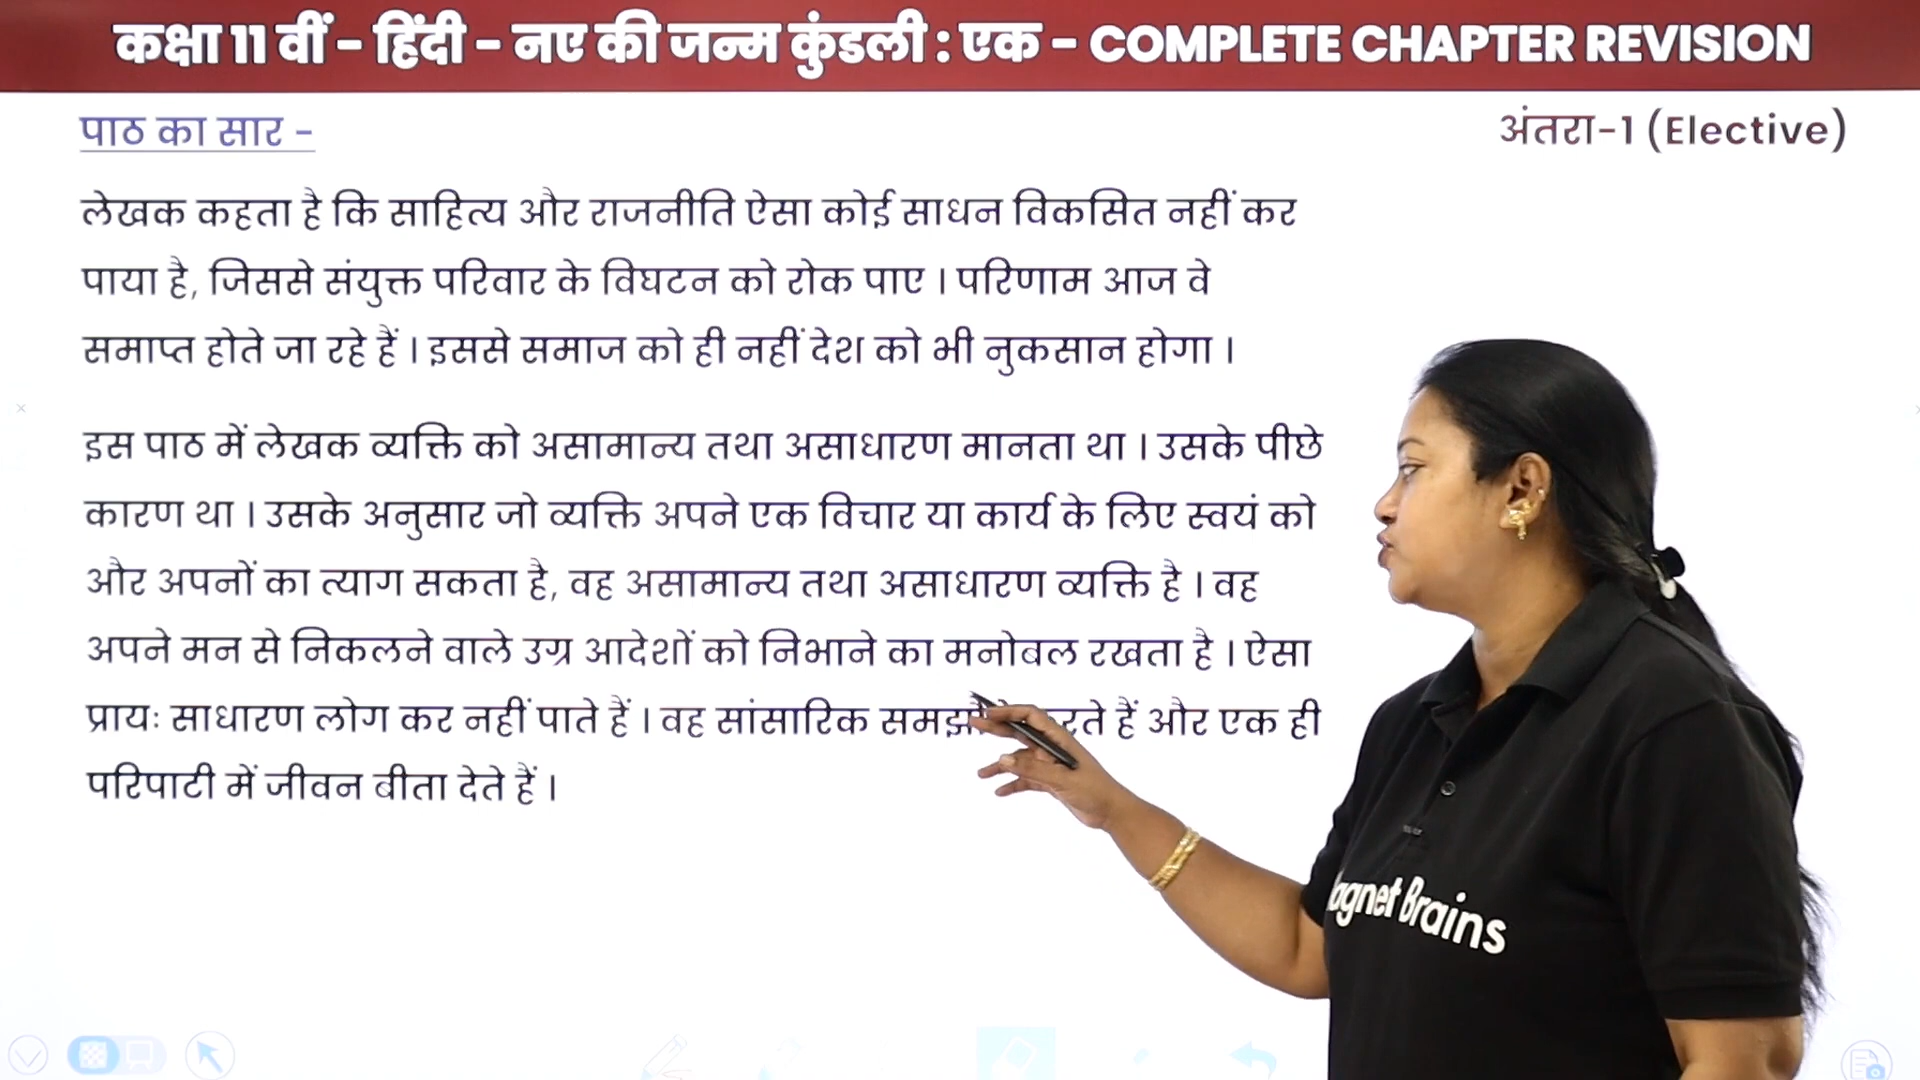 कक्षा 11 वीं - हिंदी - नए की जन्म कुंडली : एक - COMPLETE CHAPTER REVISION
पाठ का सार -
अंतरा-1 (Elective)
लेखक कहता है कि साहित्य और राजनीति ऐसा कोई साधन विकसित नहीं कर
पाया है, जिससे संयुक्त परिवार के विघटन को रोक पाए । परिणाम आज वे
समाप्त होते जा रहे हैं । इससे समाज को ही नहीं देश को भी नुकसान होगा ।
इस पाठ में लेखक व्यक्ति को असामान्य तथा असाधारण मानता था । उसके पीछे
कारण था । उसके अनुसार जो व्यक्ति अपने एक विचार या कार्य के लिए स्वयं को
और अपनों का त्याग सकता है, वह असामान्य तथा असाधारण व्यक्ति है । वह
अपने मन से निकलने वाले उग्र आदेशों को निभाने का मनोबल रखता है । ऐसा
प्रायः साधारण लोग कर नहीं पाते हैं । वह सांसारिक हैं और एक ही
परिपाटी में जीवन बीता देते हैं ।
Brains